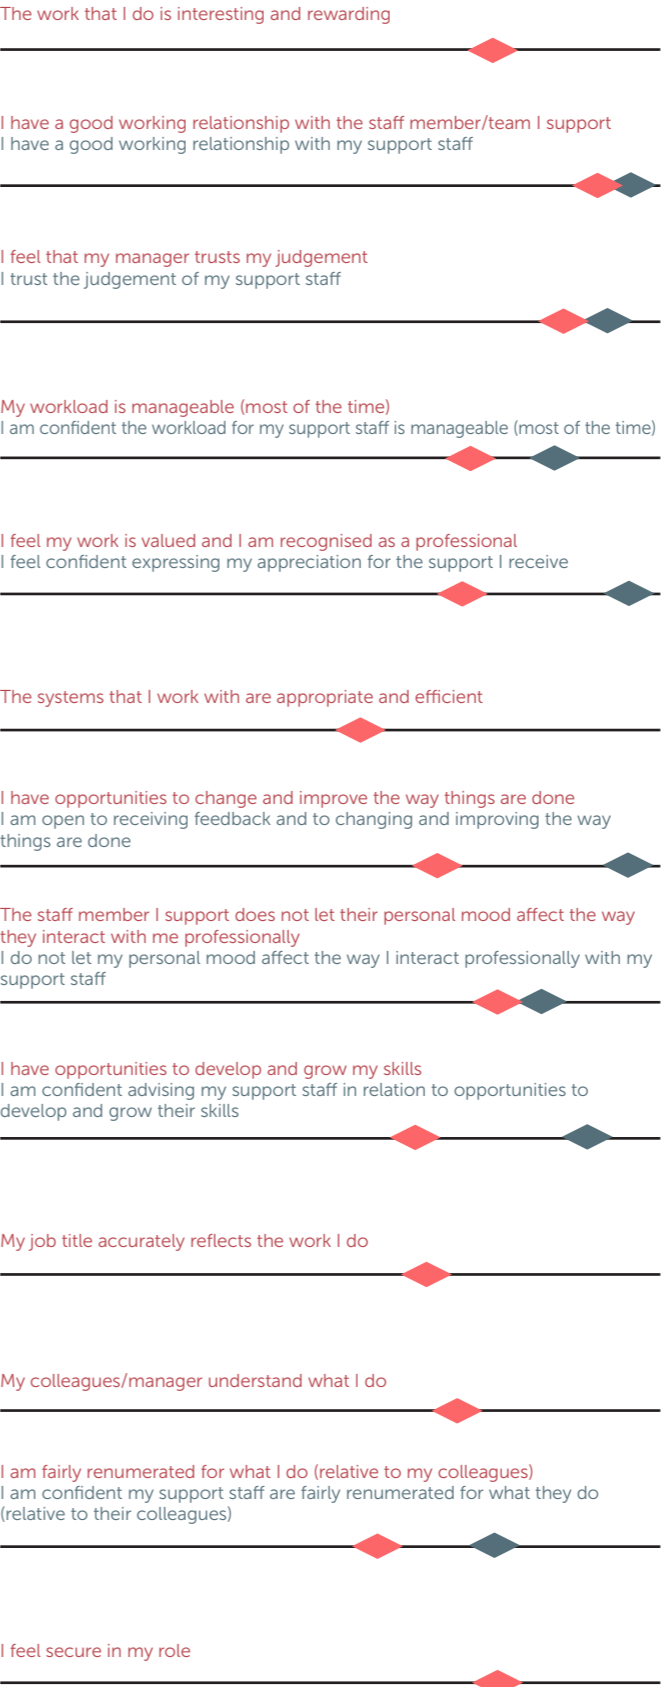 The work that I do is interesting and rewarding
I have a good working relationship with the staff member/team I support
I have a good working relationship with my support staff
I feel that my manager trusts my judgement
I trust the judgement of my support staff
My workload is manageable (most of the time)
I am confident the workload for my support staff is manageable (most of the time)
I feel my work is valued and I am recognised as a professional
I feel confident expressing my appreciation for the support I receive
The systems that I work with are appropriate and efficient
I have opportunities to change and improve the way things are done
I am open to receiving feedback and to changing and improving the way
things are done
The staff member I support does not let their personal mood affect the way
they interact with me professionally
I do not let my personal mood affect the way I interact professionally with my
support staff
I have opportunities to develop and grow my skills
I am confident advising my support staff in relation to opportunities to
develop and grow their skills
My job title accurately reflects the work I do
My colleagues/manager understand what I do
I am fairly renumerated for what I do (relative to my colleagues)
I am confident my support staff are fairly renumerated for what they do
(relative to their colleagues)
I feel secure in my role